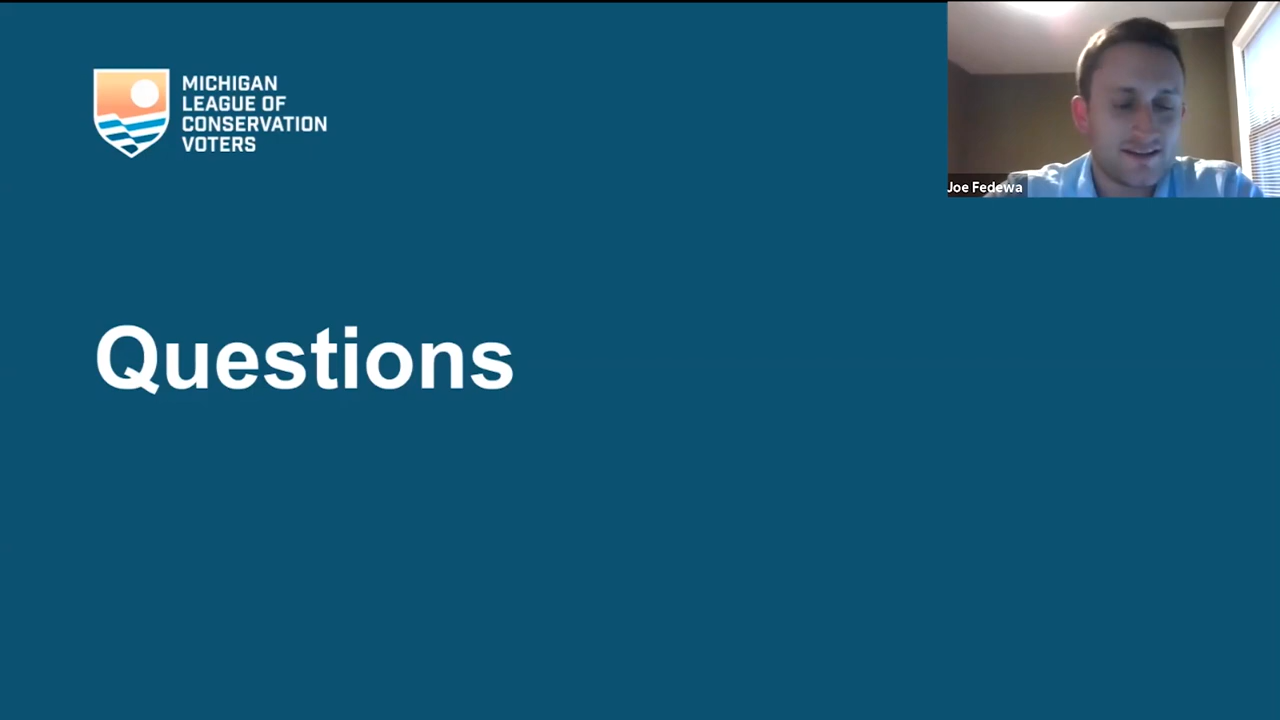 MICHIGAN
LEAGUE OF
CONSERVATION
VOTERS
Joe Fedewa
Questions